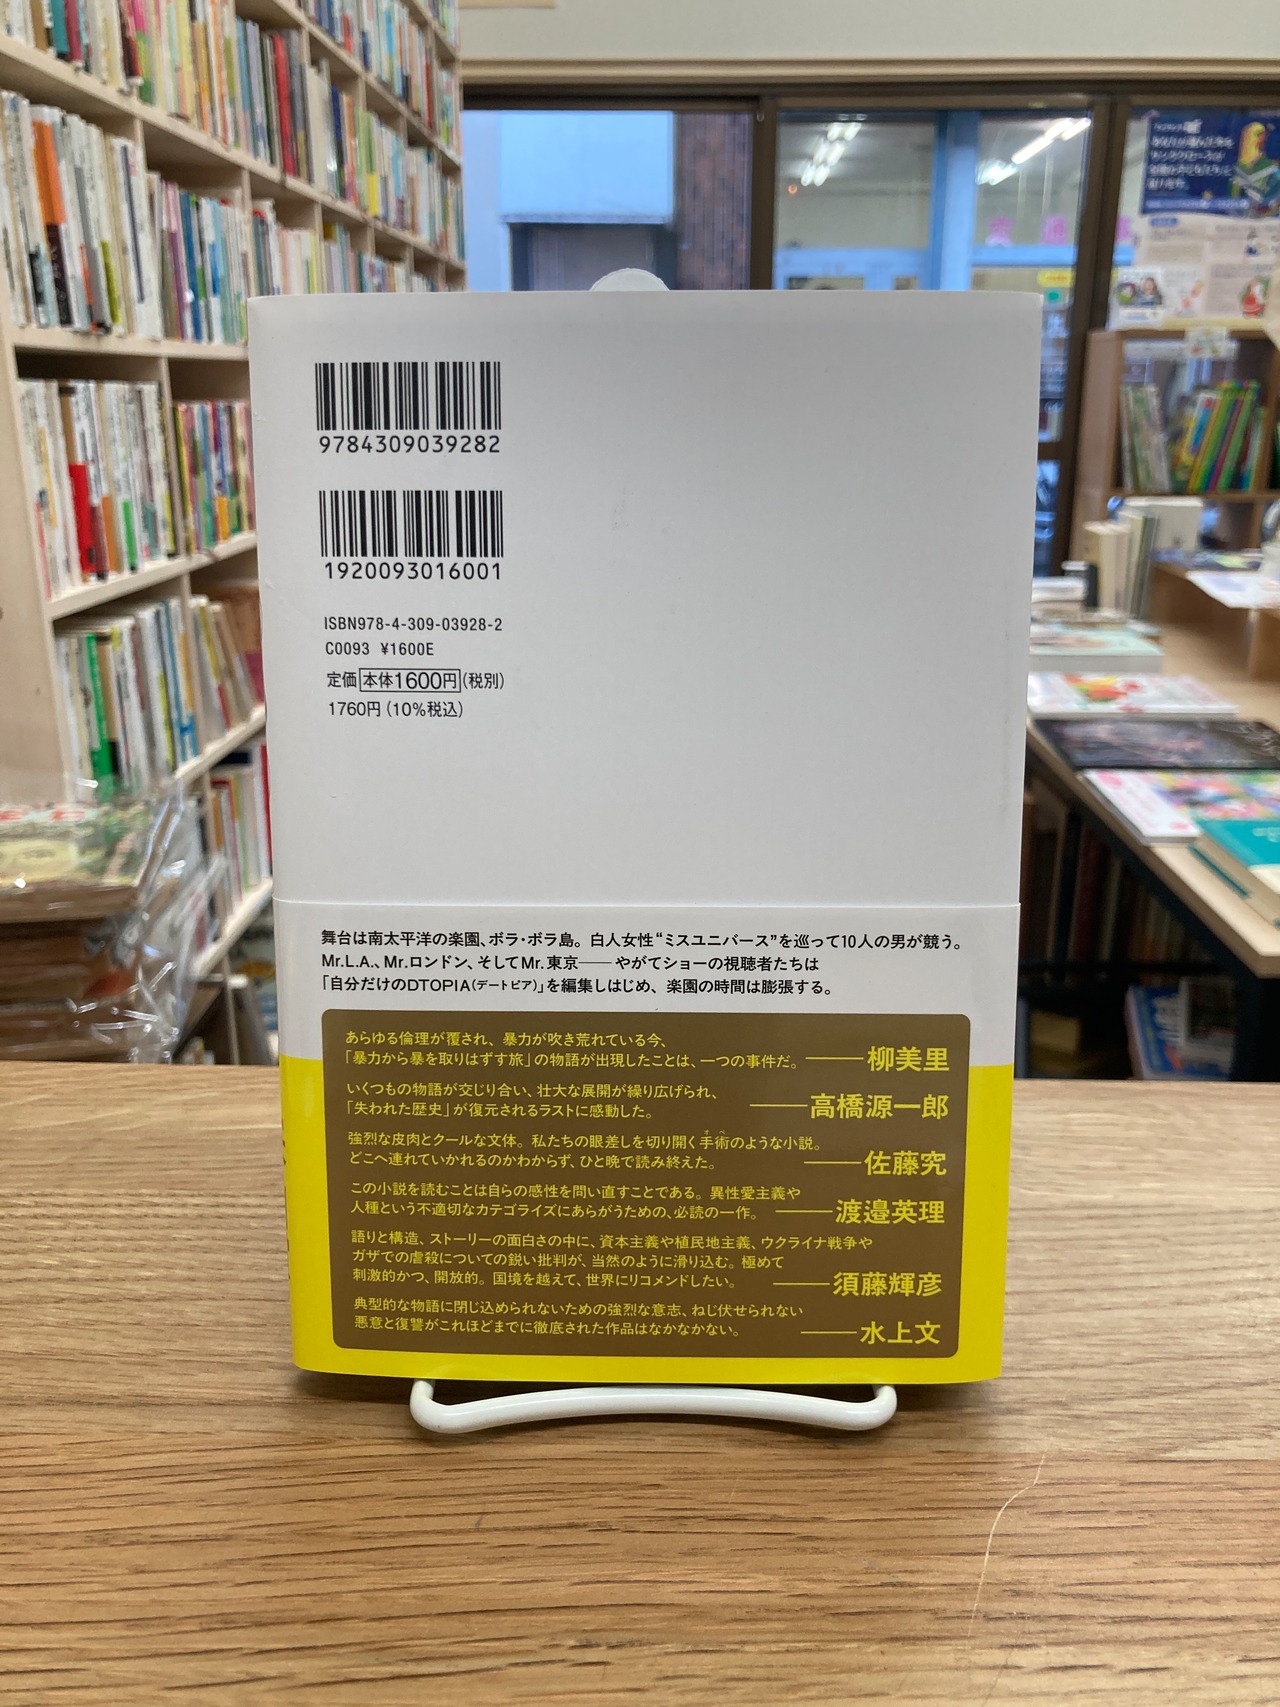 9784309039282
1920093016001
ISBN978-4-309-03928-2
C0093 ¥1600E
定価 本体1600円(税別)
1760円(10%税込)
舞台は南太平洋の楽園、ボラ・ボラ島。白人女性“ミスユニバース”を巡って10人の男が競う。
Mr.L.A.、Mr.ロンドン、そしてMr.東京――やがてショーの視聴者たちは
「自分だけのDTOPIA(デートピア)」を編集しはじめ、楽園の時間は膨張する。
あらゆる倫理が覆され、暴力が吹き荒れている今、
「暴力から暴を取りはずす旅」の物語が出現したことは、一つの事件だ。――柳美里
いくつもの物語が交じり合い、壮大な展開が繰り広げられ、
「失われた歴史」が復元されるラストに感動した。――高橋源一郎
強烈な皮肉とクールな文体。私たちの眼差しを切り開く手術のような小説。
どこへ連れていかれるのかわからず、ひと晩で読み終えた。――佐藤究
この小説を読むことは自らの感性を問い直すことである。異性愛主義や
人種という不適切なカテゴライズにあらがうための、必読の一作。――渡邉英理
語りと構造、ストーリーの面白さの中に、資本主義や植民地主義、ウクライナ戦争や
ガザでの虐殺についての鋭い批判が、当然のように滑り込む。極めて
刺激的かつ、開放的。国境を越えて、世界にリコメンドしたい。――須藤輝彦
典型的な物語に閉じ込められないための強烈な意志、ねじ伏せられない
悪意と復讐がこれほどまでに徹底された作品はなかなかない。――水上文